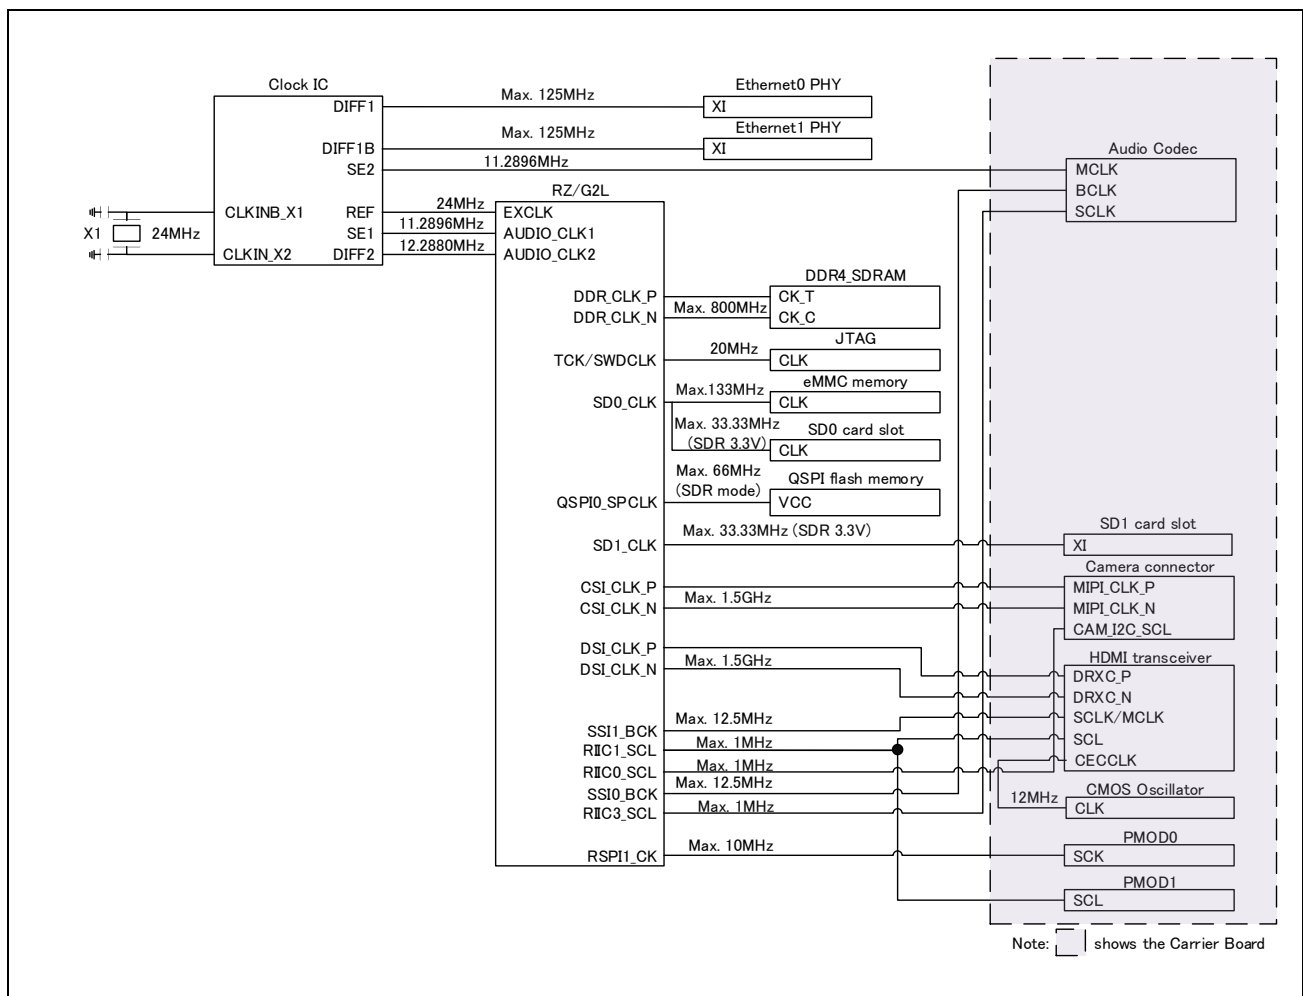 Clock IC
DIFF1
Max. 125MHz
Ethernet0 PHY
XI
DIFF1B
Max. 125MHz
Ethernet1 PHY
XI
SE2
11.2896MHz
Audio Codec
MCLK
BCLK
SCLK
RZ/G2L
X1
24MHz
CLKINB_X1
CLKIN_X2
REF
24MHz
EXCLK
SE1
11.2896MHz
AUDIO_CLK1
DIFF2
12.2880MHz
AUDIO_CLK2
DDR4_SDRAM
DDR_CLK_P
CK_T
DDR_CLK_N
Max. 800MHz
CK_C
JTAG
TCK/SWDCLK
20MHz
CLK
eMMC memory
SD0_CLK
Max.133MHz
CLK
Max. 33.33MHz
(SDR 3.3V)
SD0 card slot
CLK
Max. 66MHz
(SDR mode)
QSPI flash memory
QSPI0_SPCLK
VCC
SD1_CLK
Max. 33.33MHz (SDR 3.3V)
SD1 card slot
XI
Camera connector
CSI_CLK_P
MIPI_CLK_P
CSI_CLK_N
Max. 1.5GHz
MIPI_CLK_N
CAM_I2C_SCL
DSI_CLK_P
DSI_CLK_N
Max. 1.5GHz
HDMI transceiver
DRXC_P
DRXC_N
SCLK/MCLK
SCL
CECCLK
SSI1_BCK
Max. 12.5MHz
RIIC1_SCL
Max. 1MHz
RIIC0_SCL
Max. 1MHz
SSI0_BCK
Max. 12.5MHz
RIIC3_SCL
Max. 1MHz
12MHz
CMOS Oscillator
CLK
RSPI1_CK
Max. 10MHz
PMOD0
SCK
PMOD1
SCL
Note: shows the Carrier Board